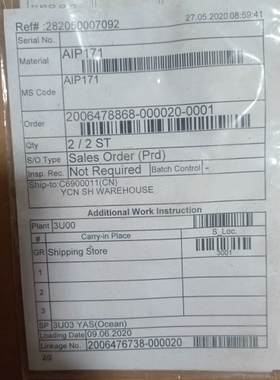 Ref# :282050007092
27.05.2020 08:59:41
Serial No.
Material AIP171
MS Code AIP171
Order 2006478868-000020-0001
Qty 2 / 2 ST
S/O Type Sales Order (Prd)
Insp. Rec. Not Required Batch Control -
Ship-to:C6900011(CN)
YCN SH WAREHOUSE
Additional Work Instruction
Plant 3U00
# Carry-in Place S_Loc.
GR Shipping Store 3001
1
2
3
SP 3U03 YAS(Ocean)
Loading Date 09.06.2020
Linkage No. 2006476738-000020
2/2